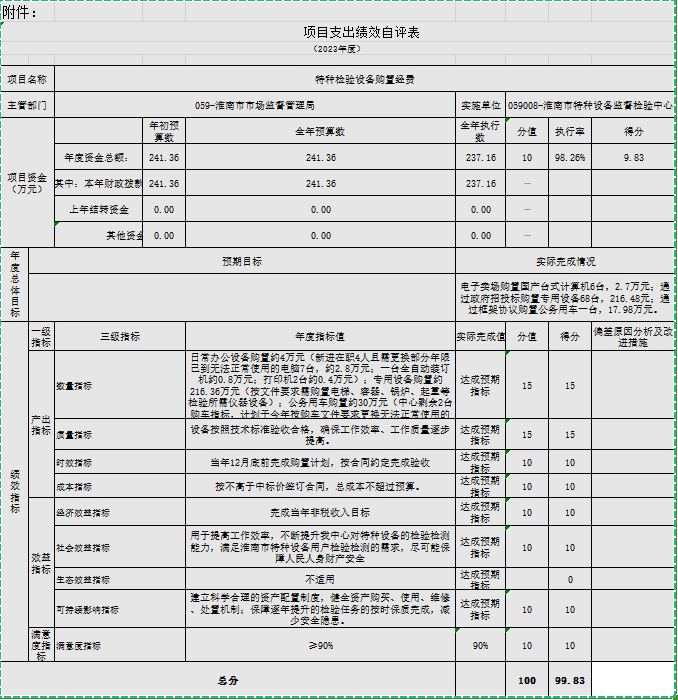 附件：
项目支出绩效自评表
（2023年度）
项目名称 特种检验设备购置经费
主管部门 059-淮南市市场监督管理局 实施单位 059008-淮南市特种设备监督检验中心
项目资金（万元） 年初预算数 全年预算数 全年执行数 分值 执行率 得分
年度资金总额： 241.36 241.36 237.16 10 98.26% 9.83
其中：本年财政拨款 241.36 241.36 237.16 —
上年结转资金 0.00 0.00 0.00 —
其他资金 0.00 0.00 0.00 —
年度总体目标 预期目标 实际完成情况
电子卖场购置国产台式计算机6台，2.7万元；通
过政府招投标购置专用设备68台，216.48元；通
过框架协议购置公务用车一台，17.98万元。
绩效指标 一级指标 三级指标 年度指标值 实际完成值 分值 得分 偏差原因分析及改进措施
产出指标
数量指标
日常办公设备购置约4万元（新进在职4人且需更换部分年限
已到无法正常使用的电脑7台，约2.8万元；一台全自动装订
机约0.8万元；打印机2台约0.4万元）；专用设备购置约
216.36万元（按文件要求需购置电梯、容器、锅炉、起重等
检验所需仪器设备）；公务用车购置约30万元（中心剩余2台
购车指标，计划于今年按购车文件要求更换无法正常使用的
达成预期指标 15 15
质量指标
设备按照技术标准验收合格，确保工作效率、工作质量逐步
提高。
达成预期指标 15 15
时效指标 当年12月底前完成购置计划，按合同约定完成验收 达成预期指标 10 10
成本指标 按不高于中标价签订合同，总成本不超过预算。 达成预期指标 10 10
效益指标
经济效益指标 完成当年非税收入目标 达成预期指标 10 10
社会效益指标
用于提高工作效率，不断提升我中心对特种设备的检验检测
能力，满足淮南市特种设备用户检验检测的需求，尽可能保
障人民人身财产安全
达成预期指标 10 10
生态效益指标 不适用 达成预期指标 0
可持续影响指标
建立科学合理的资产配置制度，健全资产购买、使用、维修
、处置机制；保障逐年提升的检验任务的按时保质完成，减
少安全隐患。
达成预期指标 10 10
满意度指标 满意度指标 ≥90% 90% 10 10
总分 100 99.83